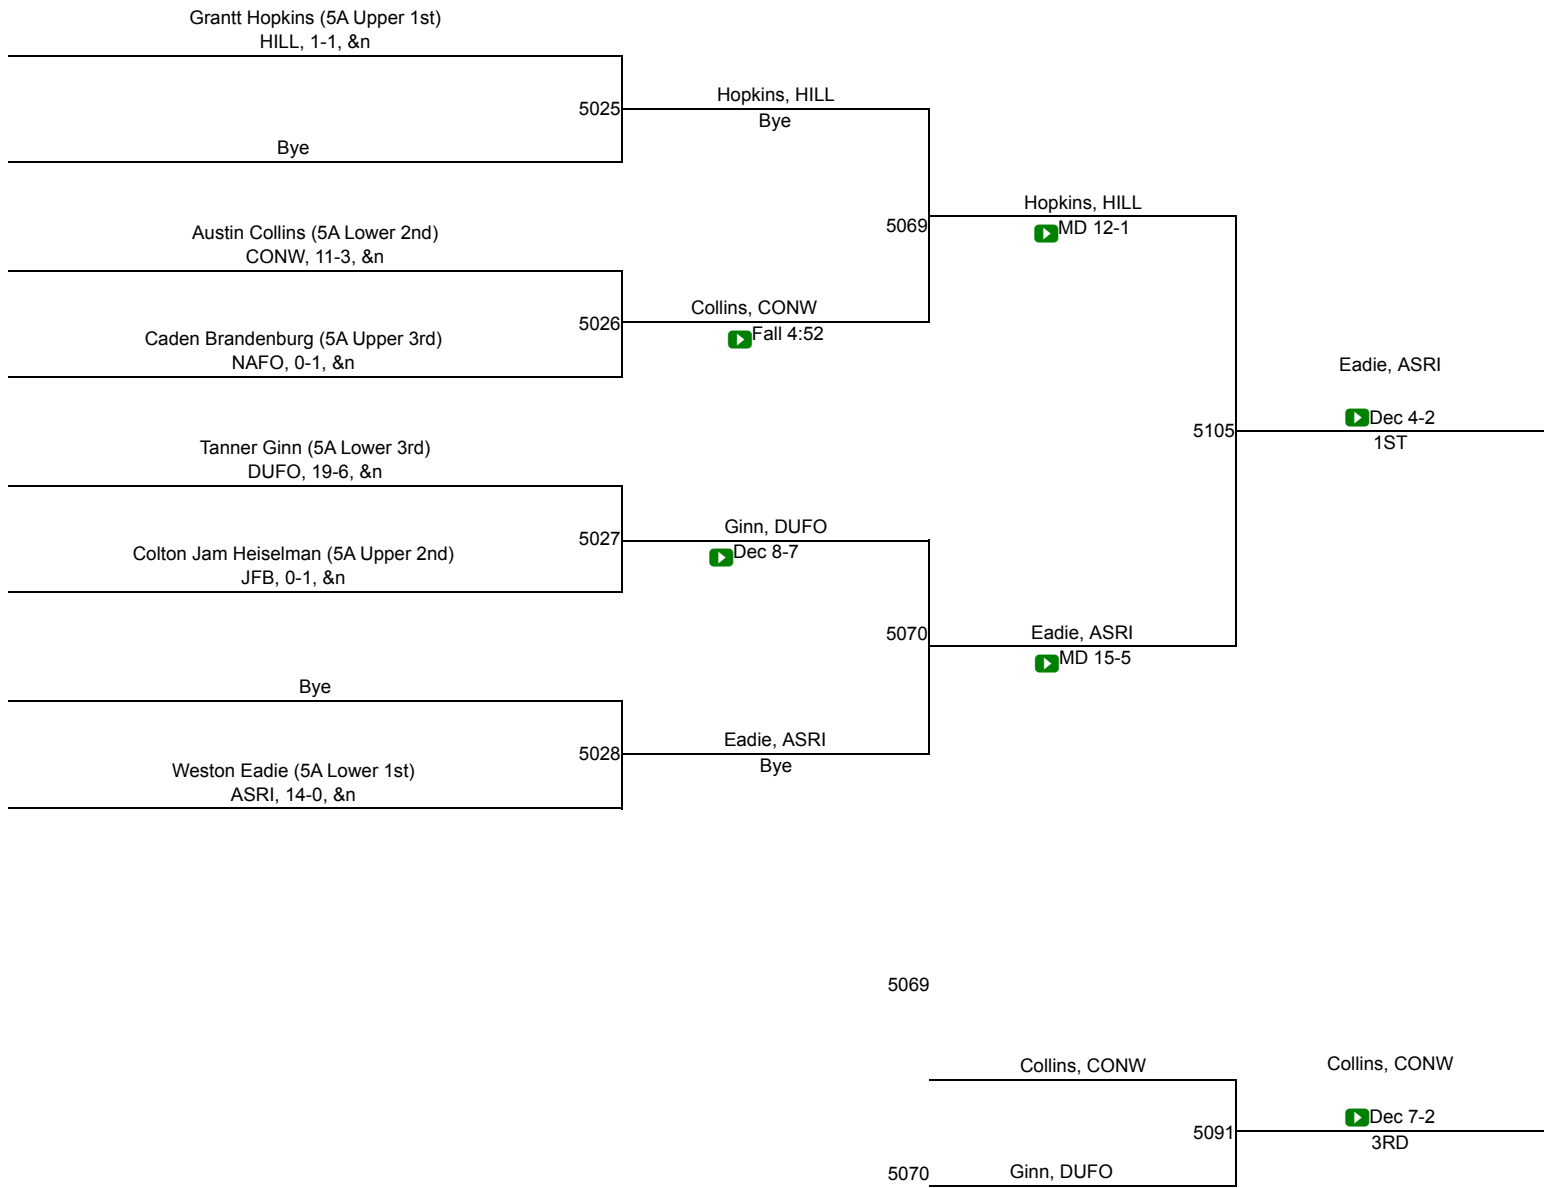 Grantt Hopkins (5A Upper 1st)
HILL, 1-1, &n
5025
Hopkins, HILL
Bye
Bye
5069
Hopkins, HILL
MD 12-1
Austin Collins (5A Lower 2nd)
CONW, 11-3, &n
5026
Collins, CONW
Fall 4:52
Caden Brandenburg (5A Upper 3rd)
NAFO, 0-1, &n
Eadie, ASRI
5105
Dec 4-2
1ST
Tanner Ginn (5A Lower 3rd)
DUFO, 19-6, &n
5027
Ginn, DUFO
Dec 8-7
Colton Jam Heiselman (5A Upper 2nd)
JFB, 0-1, &n
5070
Eadie, ASRI
MD 15-5
Bye
5028
Eadie, ASRI
Bye
Weston Eadie (5A Lower 1st)
ASRI, 14-0, &n
5069
Collins, CONW
Collins, CONW
5091
Dec 7-2
3RD
5070
Ginn, DUFO